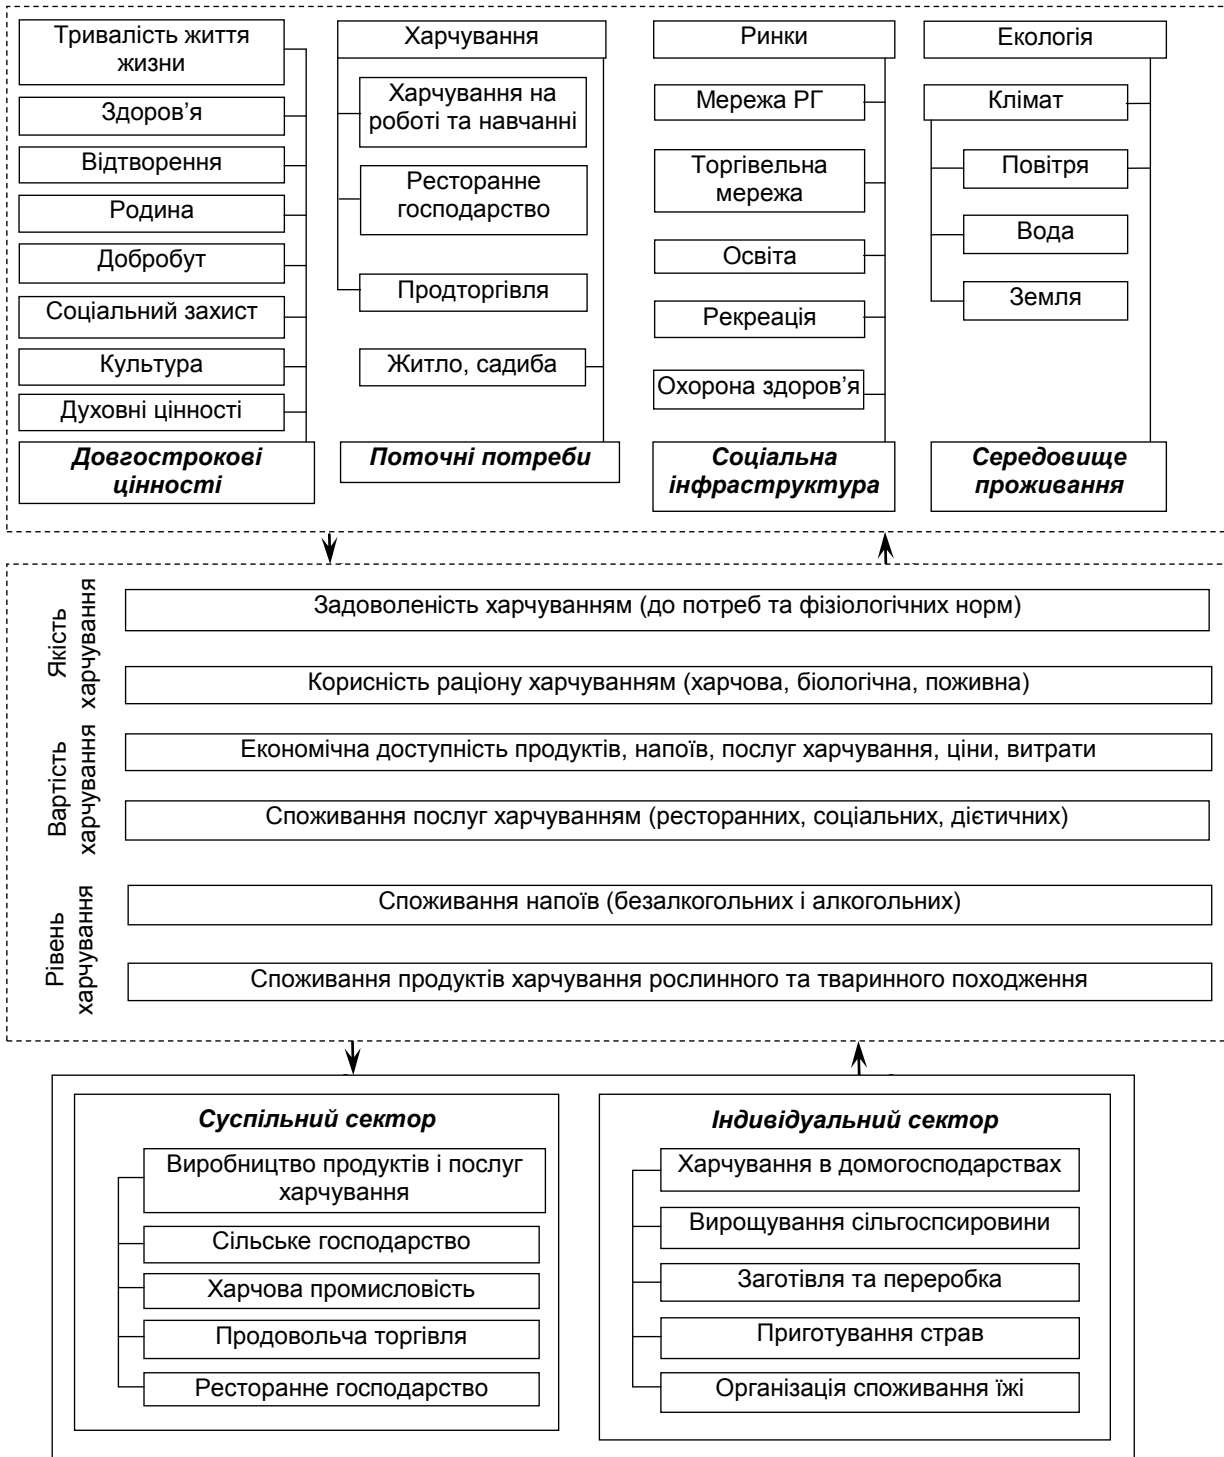 Тривалість життя
жизни
Здоров’я
Відтворення
Родина
Добробут
Соціальний захист
Культура
Духовні цінності
Довгострокові
цінності
Харчування
Харчування на
роботі та навчанні
Ресторанне
господарство
Продторгівля
Житло, садиба
Поточні потреби
Ринки
Мережа РГ
Торгівельна
мережа
Освіта
Рекреація
Охорона здоров’я
Соціальна
інфраструктура
Екологія
Клімат
Повітря
Вода
Земля
Середовище
проживання
Якість
харчування
Задоволеність харчуванням (до потреб та фізіологічних норм)
Корисність раціону харчуванням (харчова, біологічна, поживна)
Вартість
харчування
Економічна доступність продуктів, напоїв, послуг харчування, ціни, витрати
Споживання послуг харчуванням (ресторанних, соціальних, дієтичних)
Рівень
харчування
Споживання напоїв (безалкогольних і алкогольних)
Споживання продуктів харчування рослинного та тваринного походження
Суспільний сектор
Виробництво продуктів і послуг
харчування
Сільське господарство
Харчова промисловість
Продовольча торгівля
Ресторанне господарство
Індивідуальний сектор
Харчування в домогосподарствах
Вирощування сільгоспсировини
Заготівля та переробка
Приготування страв
Організація споживання їжі